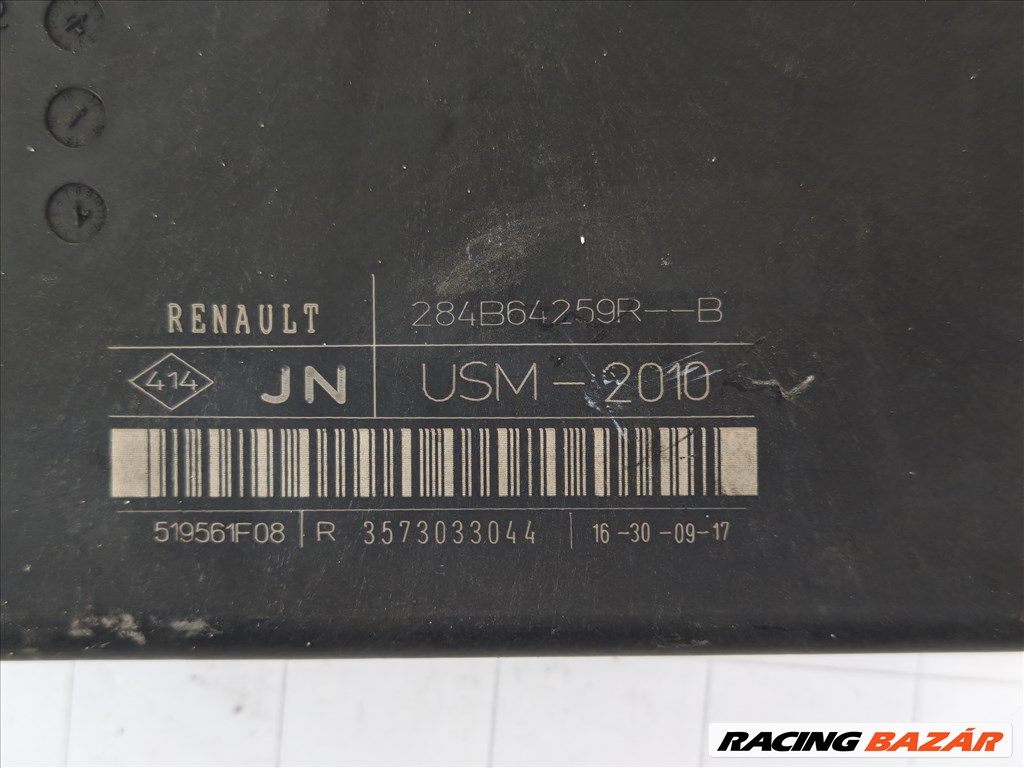 RENAULT 284B64259R--B
414 JN USM-2010
519561F08 R 3573033044 16-30-09-17
RACING BAZÁR